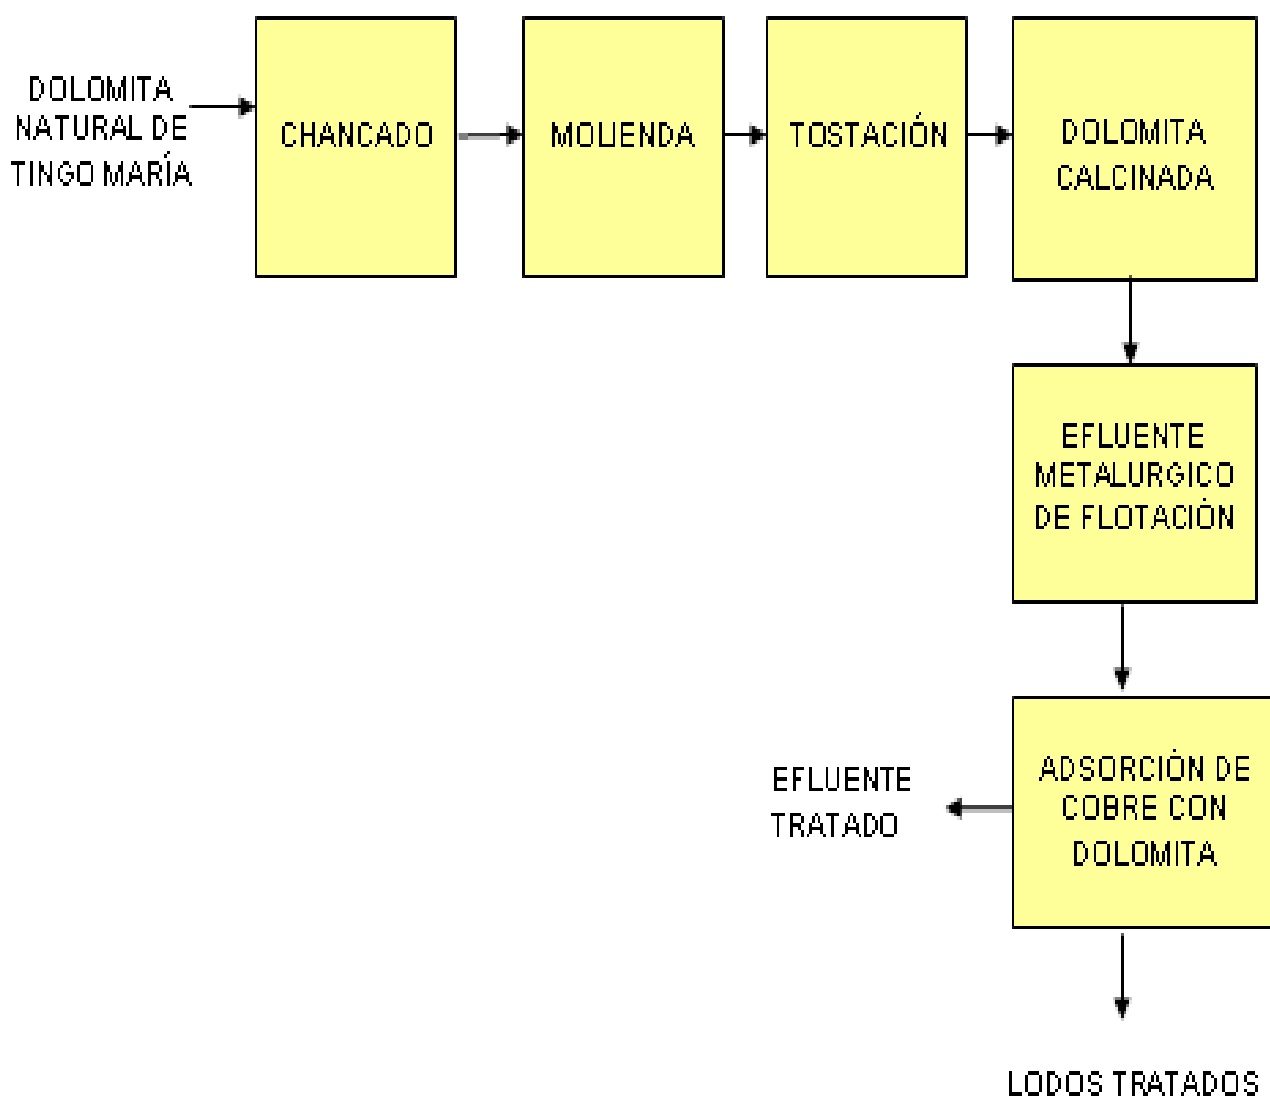 DOLOMITA
NATURAL DE
TINGO MARÍA
CHANCADO
MOLIENDA
TOSTACIÓN
DOLOMITA
CALCINADA
EFLUENTE
METALURGICO
DE FLOTACIÓN
ADSORCIÓN DE
COBRE CON
DOLOMITA
EFLUENTE
TRATADO
LODOS TRATADOS